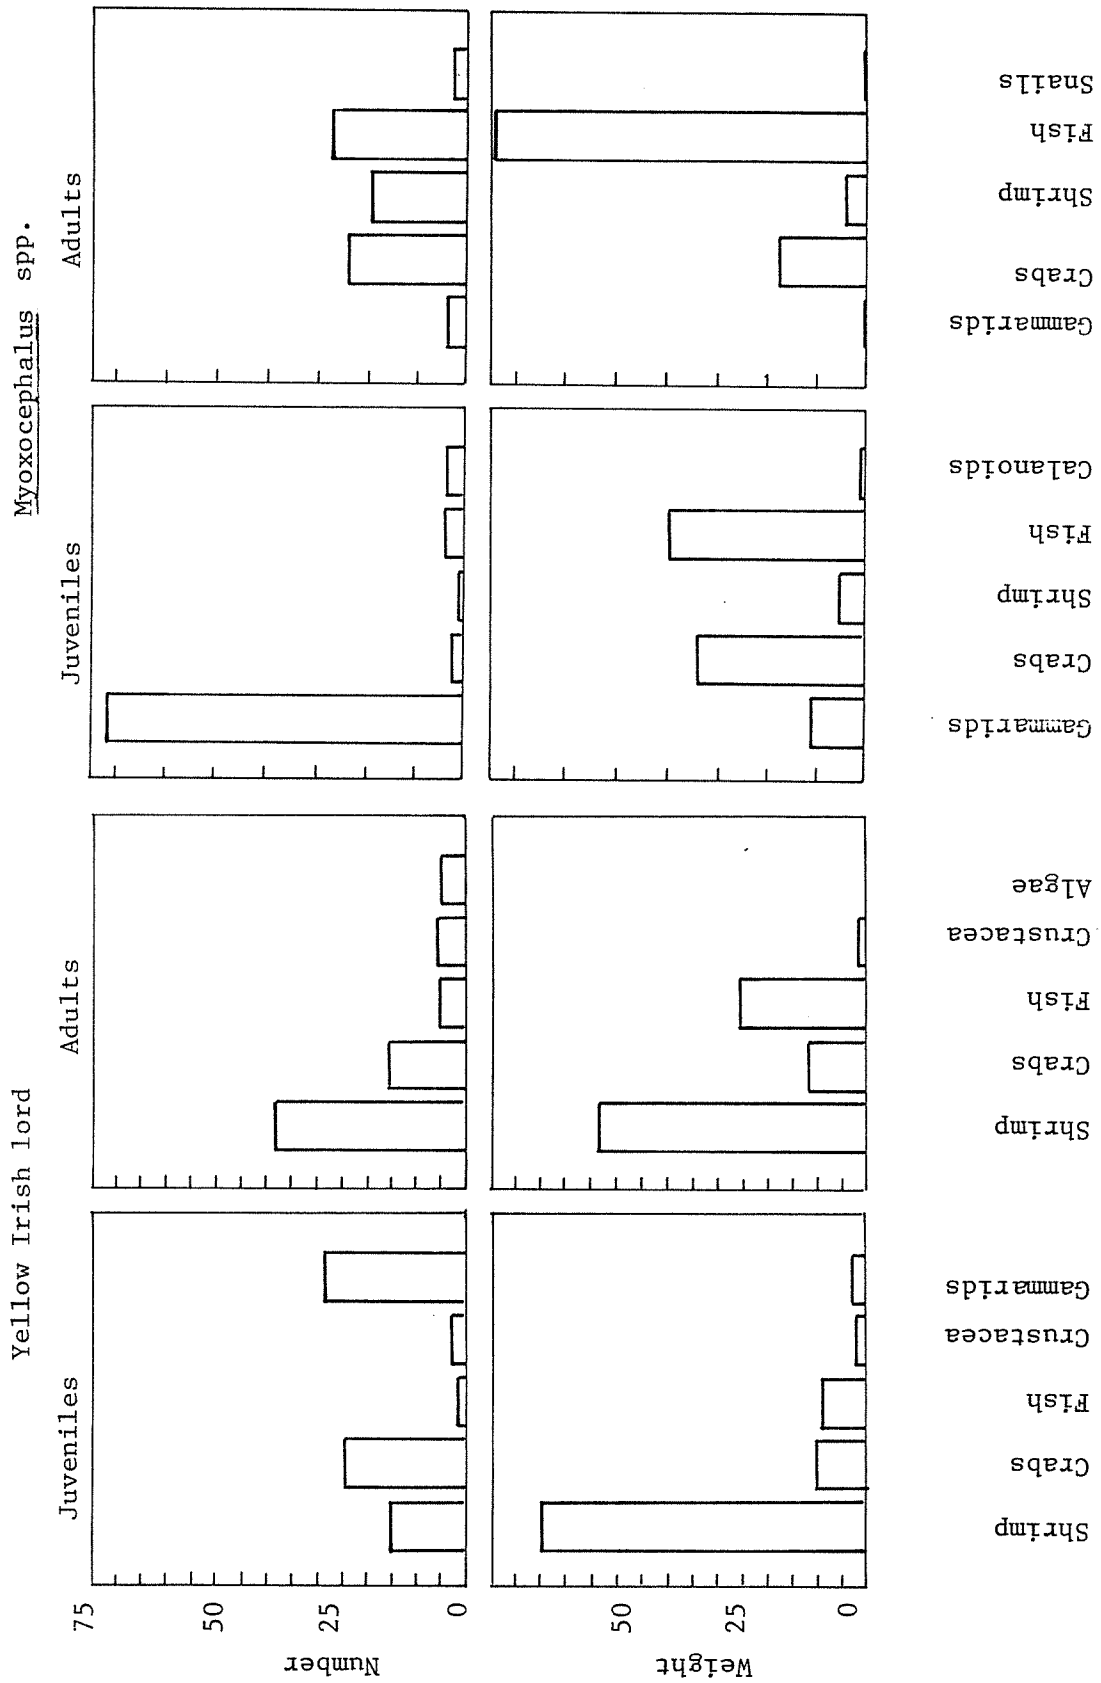 Yellow Irish lord
Myoxocephalus spp.
Juveniles
Adults
Juveniles
Adults
Number
75
50
25
0
Weight
50
25
0
Shrimp
Crabs
Fish
Crustacea
Gammarids
Shrimp
Crabs
Fish
Crustacea
Algae
Gammarids
Crabs
Shrimp
Fish
Calanoids
Gammarids
Crabs
Shrimp
Fish
Snails